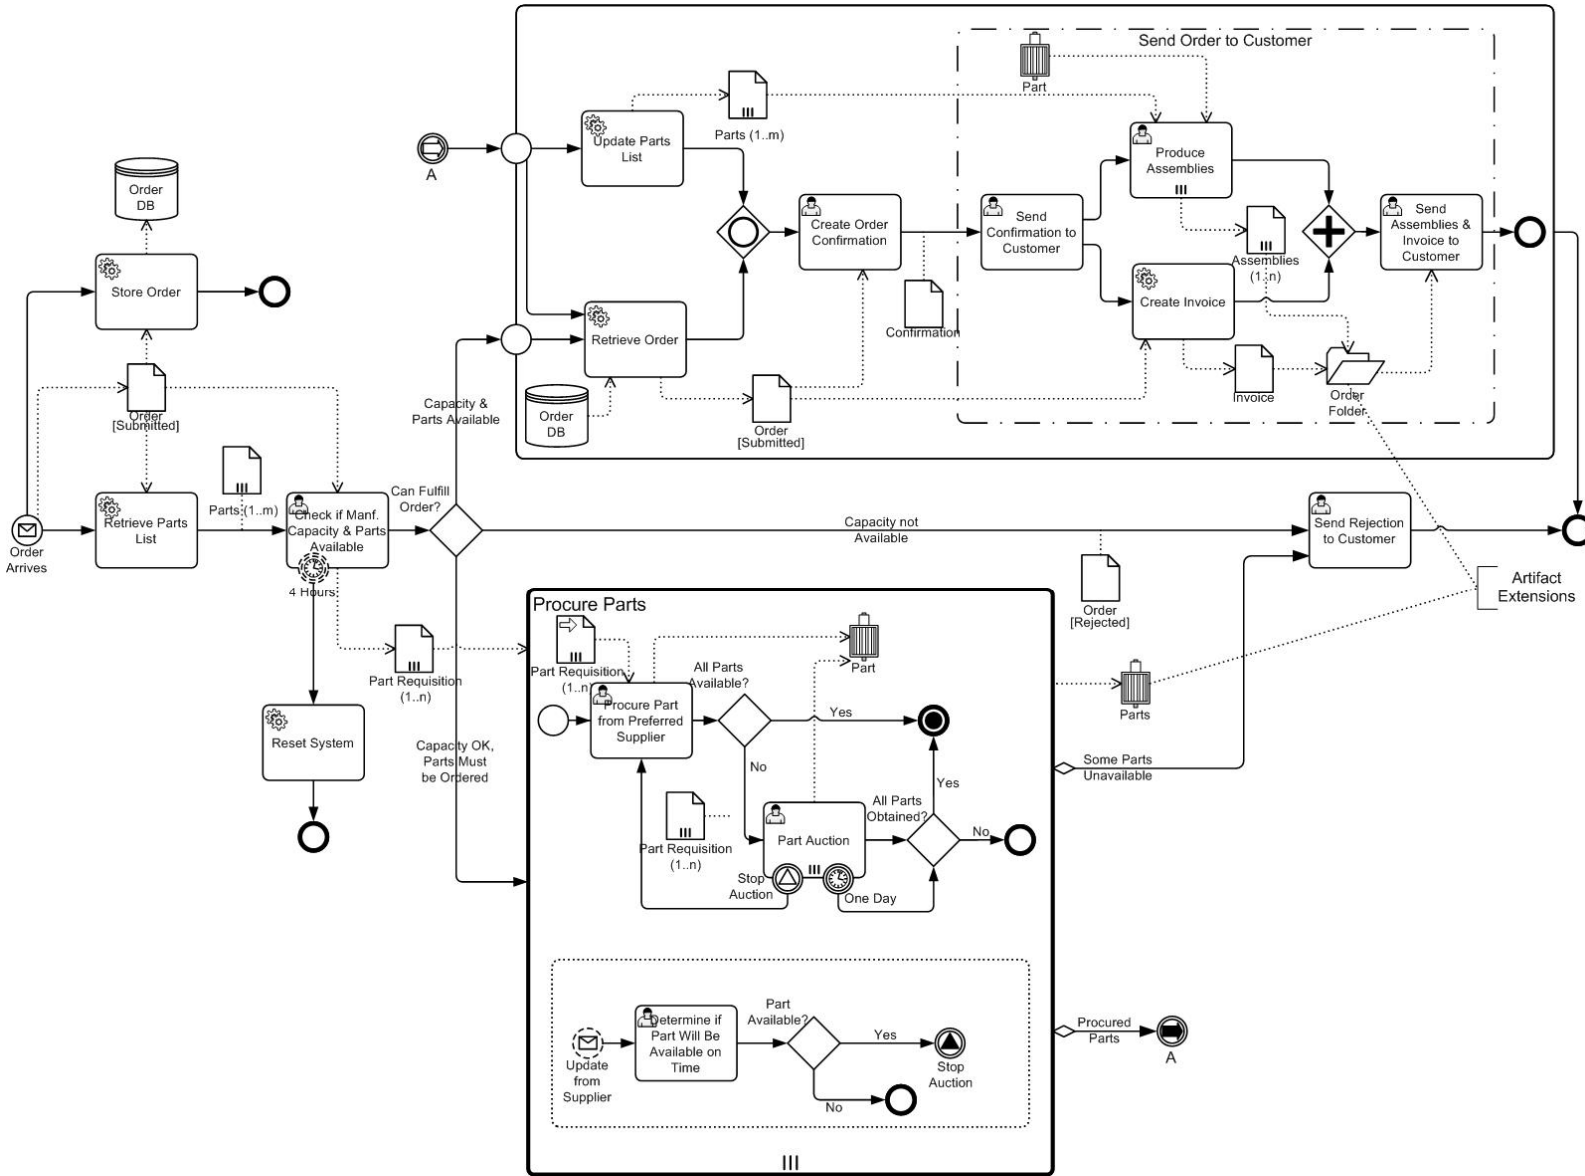 Send Order to Customer
Part
Parts (1..m)
Update Parts
List
A
Produce
Assemblies
Order
DB
Create Order
Confirmation
Send
Confirmation to
Customer
Send
Assemblies &
Invoice to
Customer
Assemblies
(1..n)
Store Order
Create Invoice
Retrieve Order
Confirmation
Order
DB
Order
[Submitted]
Capacity &
Parts Available
Invoice
Order
Folder
Order
[Submitted]
Parts (1..m)
Can Fulfill
Order?
Retrieve Parts
List
Check if Manf.
Capacity & Parts
Available
Order
Arrives
Capacity not
Available
Send Rejection
to Customer
4 Hours
Order
[Rejected]
Artifact
Extensions
Procure Parts
Part Requisition
(1..n)
Part Requisition
(1..n)
All Parts
Available?
Part
Procure Part
from Preferred
Supplier
Yes
Parts
Reset System
Capacity OK,
Parts Must
be Ordered
No
Some Parts
Unavailable
Yes
All Parts
Obtained?
Part Requisition
(1..n)
Part Auction
No
Stop
Auction
One Day
Part
Available?
Determine if
Part Will Be
Available on
Time
Yes
Update
from
Supplier
Stop
Auction
No
Procured
Parts
A